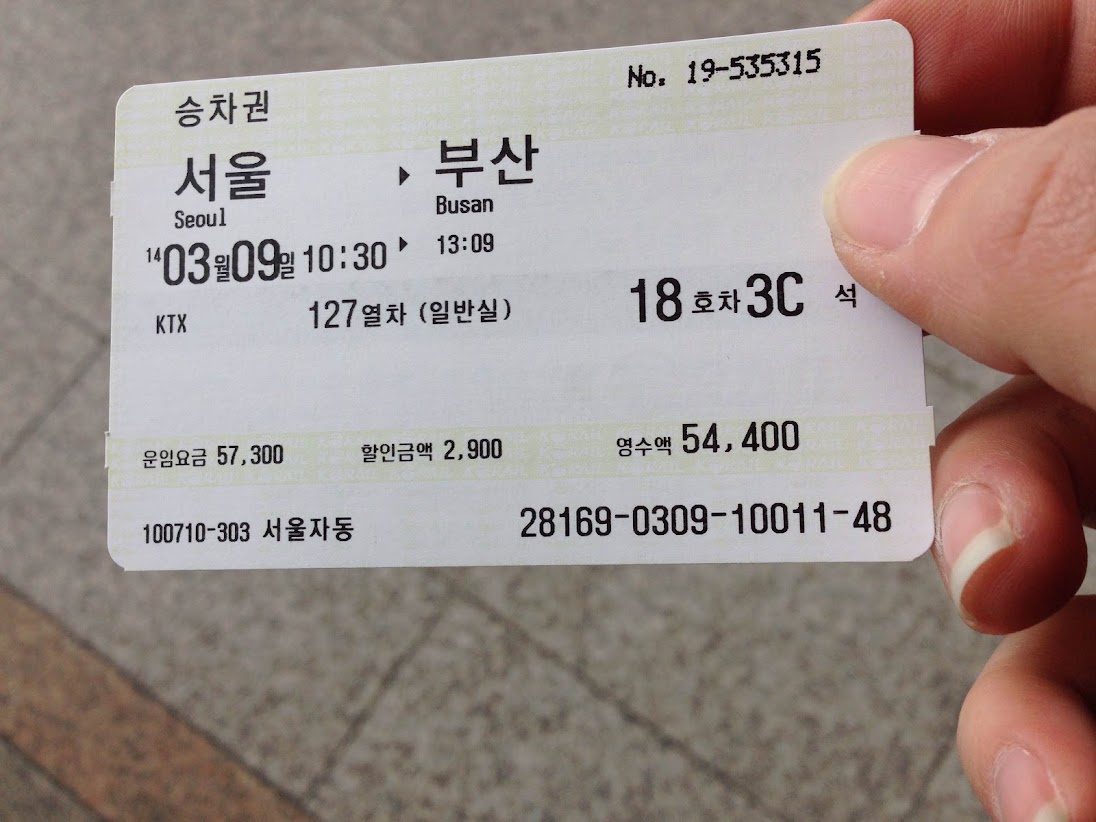 No. 19-535315
승차권
서울 ▸ 부산
Seoul Busan
14 03월09일 10:30 ▸ 13:09
KTX 127열차 (일반실) 18 호차 3C 석
운임요금 57,300 할인금액 2,900 영수액 54,400
100710-303 서울자동 28169-0309-10011-48